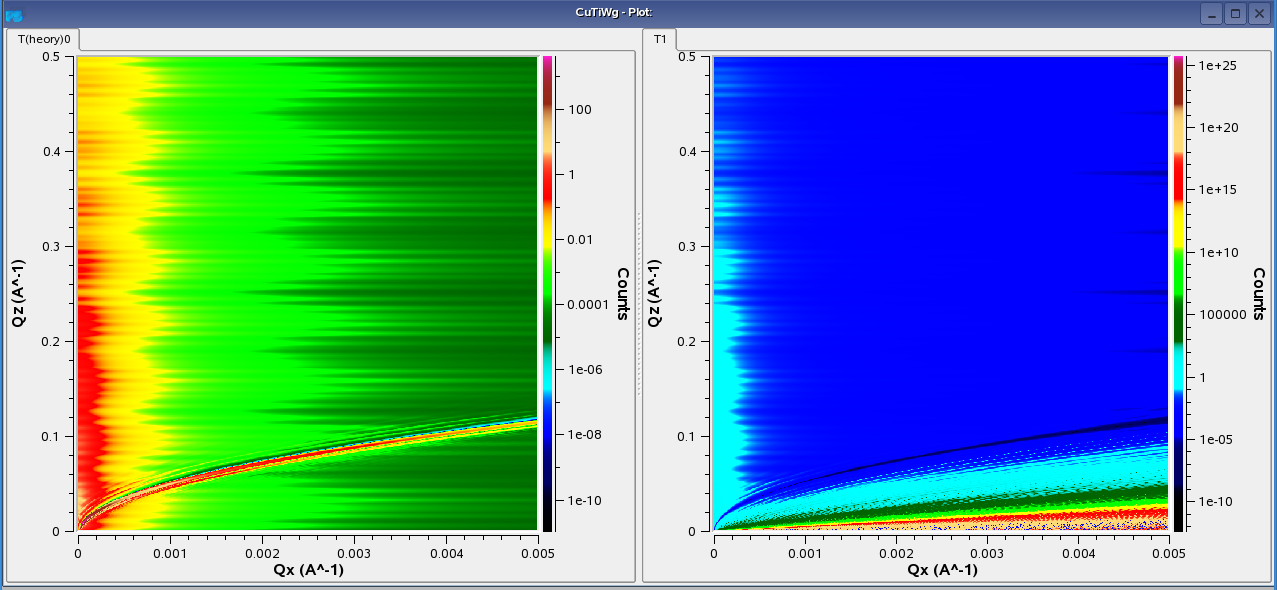 CuTiWg - Plot:
T(heory)0
0.5
0.4
0.3
0.2
0.1
0
Qz (A^-1)
0
0.001
0.002
0.003
0.004
0.005
Qx (A^-1)
100
1
0.01
0.0001
1e-06
1e-08
1e-10
Counts
T1
0.5
0.4
0.3
0.2
0.1
0
Qz (A^-1)
0
0.001
0.002
0.003
0.004
0.005
Qx (A^-1)
1e+25
1e+20
1e+15
1e+10
100000
1
1e-05
1e-10
Counts